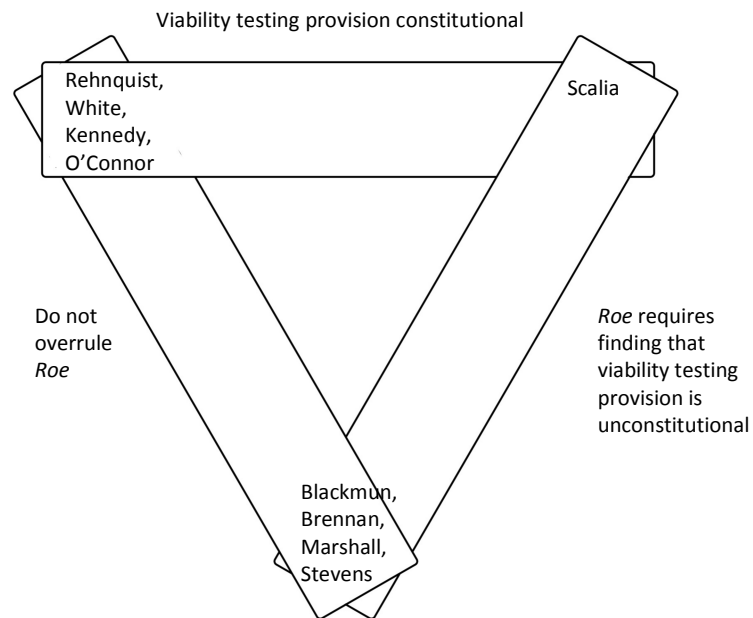 Viability testing provision constitutional
Rehnquist,
White,
Kennedy,
O’Connor
Scalia
Do not
overrule
Roe
Roe requires
finding that
viability testing
provision is
unconstitutional
Blackmun,
Brennan,
Marshall,
Stevens